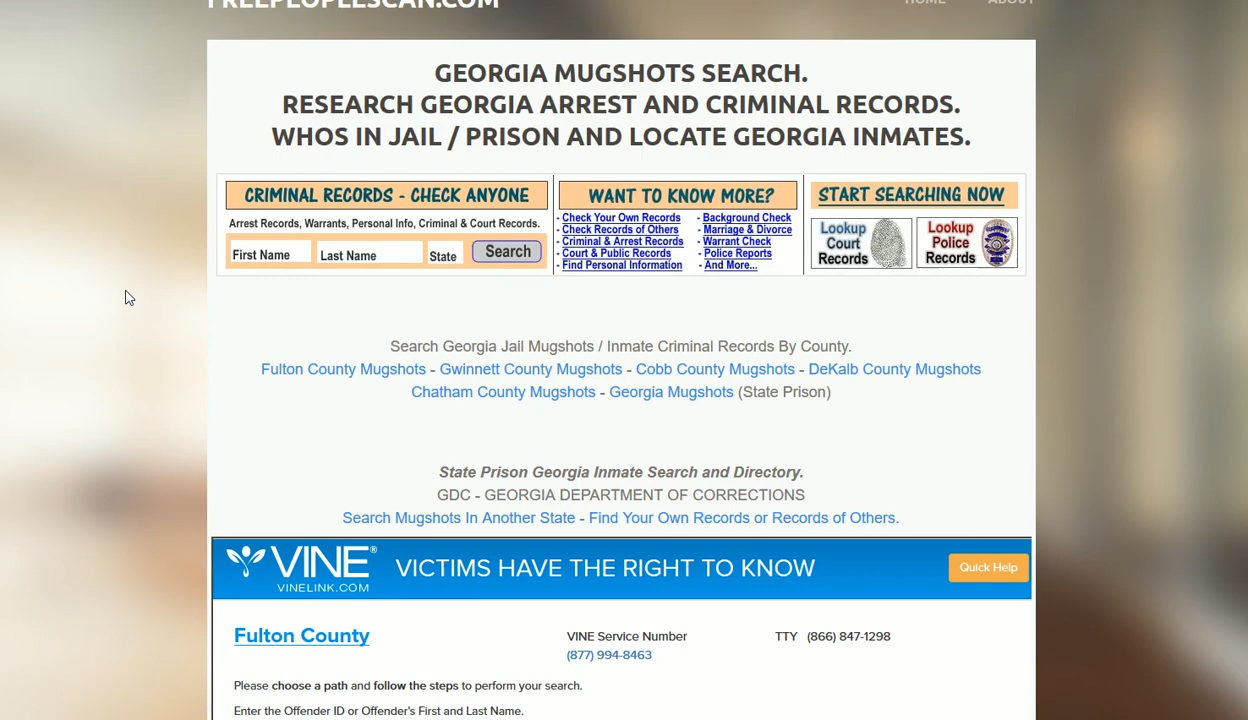 FREEPEOPLESCAN.COM
HOME ABOUT
GEORGIA MUGSHOTS SEARCH.
RESEARCH GEORGIA ARREST AND CRIMINAL RECORDS.
WHOS IN JAIL / PRISON AND LOCATE GEORGIA INMATES.
CRIMINAL RECORDS - CHECK ANYONE
Arrest Records, Warrants, Personal Info, Criminal & Court Records.
First Name Last Name State Search
WANT TO KNOW MORE?
- Check Your Own Records - Background Check
- Check Records of Others - Marriage & Divorce
- Criminal & Arrest Records - Warrant Check
- Court & Public Records - Police Reports
- Find Personal Information - And More...
START SEARCHING NOW
Lookup Court Records
Lookup Police Records
Search Georgia Jail Mugshots / Inmate Criminal Records By County.
Fulton County Mugshots - Gwinnett County Mugshots - Cobb County Mugshots - DeKalb County Mugshots
Chatham County Mugshots - Georgia Mugshots (State Prison)
State Prison Georgia Inmate Search and Directory.
GDC - GEORGIA DEPARTMENT OF CORRECTIONS
Search Mugshots In Another State - Find Your Own Records or Records of Others.
VINE® VICTIMS HAVE THE RIGHT TO KNOW Quick Help
VINELINK.COM
Fulton County VINE Service Number TTY (866) 847-1298
(877) 994-8463
Please choose a path and follow the steps to perform your search.
Enter the Offender ID or Offender's First and Last Name.